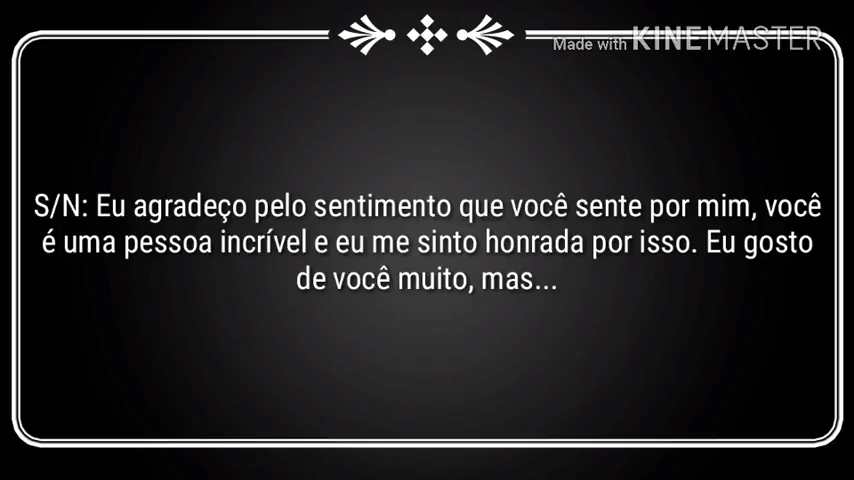 Made with KINEMASTER
S/N: Eu agradeço pelo sentimento que você sente por mim, você
é uma pessoa incrível e eu me sinto honrada por isso. Eu gosto
de você muito, mas...